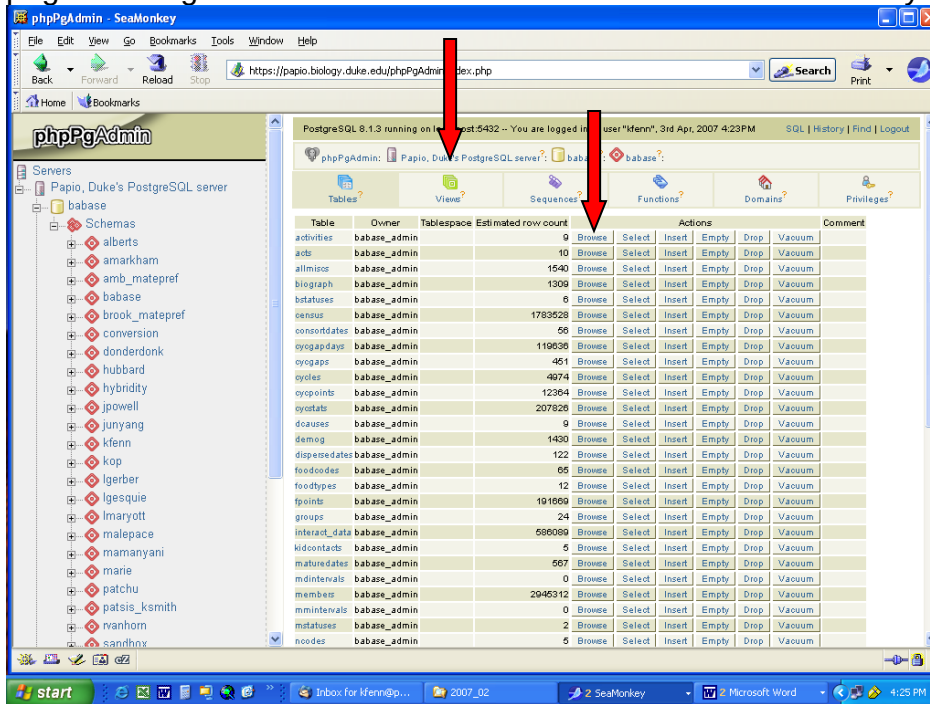 phpPgAdmin - SeaMonkey
File Edit View Go Bookmarks Tools Window Help
Back Forward Reload Stop https://papio.biology.duke.edu/phpPgAdmin dex.php Search Print
Home Bookmarks
phpPgAdmin
Servers
Papio, Duke's PostgreSQL server
babase
Schemas
alberts
amarkham
amb_matepref
babase
brook_matepref
conversion
donderdonk
hubbard
hybridity
jpowell
junyang
kfenn
kop
lgerber
lgesquie
lmaryott
malepace
mamanyani
marie
patchu
patsis_ksmith
rvanhorn
sandbox
PostgreSQL 8.1.3 running on lo ost:5432 -- You are logged in user "kfenn", 3rd Apr, 2007 4:23PM SQL | History | Find | Logout
phpPgAdmin: Papio, Duke's PostgreSQL server?: baba ?: babase?:
Tables? Views? Sequences? Functions? Domains? Privileges?
Table Owner Tablespace Estimated row count Actions Comment
activities babase_admin 9 Browse Select Insert Empty Drop Vacuum
acts babase_admin 10 Browse Select Insert Empty Drop Vacuum
allmiscs babase_admin 1540 Browse Select Insert Empty Drop Vacuum
biograph babase_admin 1309 Browse Select Insert Empty Drop Vacuum
bstatuses babase_admin 6 Browse Select Insert Empty Drop Vacuum
census babase_admin 1783528 Browse Select Insert Empty Drop Vacuum
consortdates babase_admin 56 Browse Select Insert Empty Drop Vacuum
cycgapdays babase_admin 119636 Browse Select Insert Empty Drop Vacuum
cycgaps babase_admin 451 Browse Select Insert Empty Drop Vacuum
cycles babase_admin 4974 Browse Select Insert Empty Drop Vacuum
cycpoints babase_admin 12364 Browse Select Insert Empty Drop Vacuum
cycstats babase_admin 207826 Browse Select Insert Empty Drop Vacuum
dcauses babase_admin 9 Browse Select Insert Empty Drop Vacuum
demog babase_admin 1430 Browse Select Insert Empty Drop Vacuum
dispersedates babase_admin 122 Browse Select Insert Empty Drop Vacuum
foodcodes babase_admin 65 Browse Select Insert Empty Drop Vacuum
foodtypes babase_admin 12 Browse Select Insert Empty Drop Vacuum
fpoints babase_admin 191669 Browse Select Insert Empty Drop Vacuum
groups babase_admin 24 Browse Select Insert Empty Drop Vacuum
interact_data babase_admin 586089 Browse Select Insert Empty Drop Vacuum
kidcontacts babase_admin 5 Browse Select Insert Empty Drop Vacuum
maturedates babase_admin 567 Browse Select Insert Empty Drop Vacuum
mdintervals babase_admin 0 Browse Select Insert Empty Drop Vacuum
members babase_admin 2945312 Browse Select Insert Empty Drop Vacuum
mmintervals babase_admin 0 Browse Select Insert Empty Drop Vacuum
mstatuses babase_admin 2 Browse Select Insert Empty Drop Vacuum
ncodes babase_admin 5 Browse Select Insert Empty Drop Vacuum
start Inbox for kfenn@p... 2007_02 2 SeaMonkey 2 Microsoft Word 4:25 PM